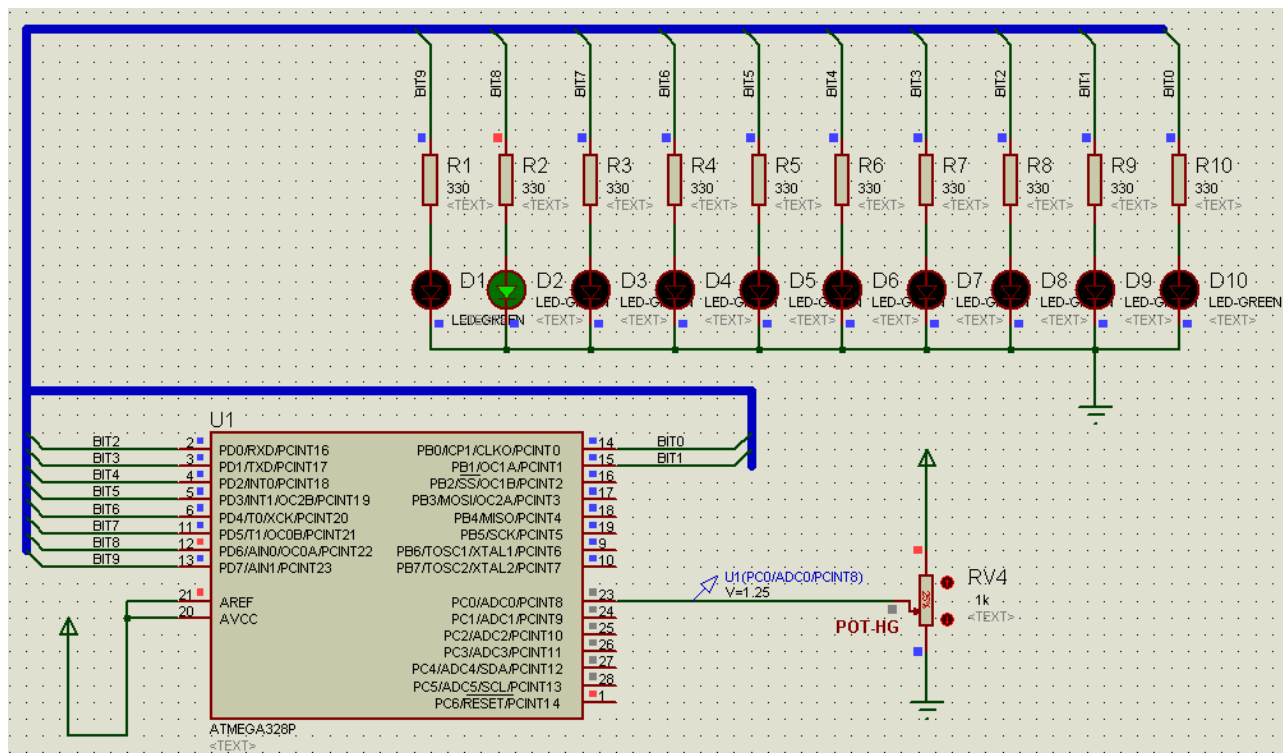 BIT9 BIT8 BIT7 BIT6 BIT5 BIT4 BIT3 BIT2 BIT1 BIT0
R1 R2 R3 R4 R5 R6 R7 R8 R9 R10
330 330 330 330 330 330 330 330 330 330
<TEXT> <TEXT> <TEXT> <TEXT> <TEXT> <TEXT> <TEXT> <TEXT> <TEXT> <TEXT>
D1 D2 D3 D4 D5 D6 D7 D8 D9 D10
LED-GREEN LED-GREEN
LED-GREEN <TEXT> <TEXT> <TEXT> <TEXT> <TEXT> <TEXT> <TEXT> <TEXT> <TEXT>
U1
BIT2 2 PD0/RXD/PCINT16 PB0/ICP1/CLKO/PCINT0 14 BIT0
BIT3 3 PD1/TXD/PCINT17 PB1/OC1A/PCINT1 15 BIT1
BIT4 4 PD2/INT0/PCINT18 PB2/SS/OC1B/PCINT2 16
BIT5 5 PD3/INT1/OC2B/PCINT19 PB3/MOSI/OC2A/PCINT3 17
BIT6 6 PD4/T0/XCK/PCINT20 PB4/MISO/PCINT4 18
BIT7 11 PD5/T1/OC0B/PCINT21 PB5/SCK/PCINT5 19
BIT8 12 PD6/AIN0/OC0A/PCINT22 PB6/TOSC1/XTAL1/PCINT6 9
BIT9 13 PD7/AIN1/PCINT23 PB7/TOSC2/XTAL2/PCINT7 10
21 AREF PC0/ADC0/PCINT8 23
20 AVCC PC1/ADC1/PCINT9 24
PC2/ADC2/PCINT10 25
PC3/ADC3/PCINT11 26
PC4/ADC4/SDA/PCINT12 27
PC5/ADC5/SCL/PCINT13 28
PC6/RESET/PCINT14 1
ATMEGA328P
<TEXT>
U1(PC0/ADC0/PCINT8)
V=1.25
RV4
1k
<TEXT>
25%
POT-HG